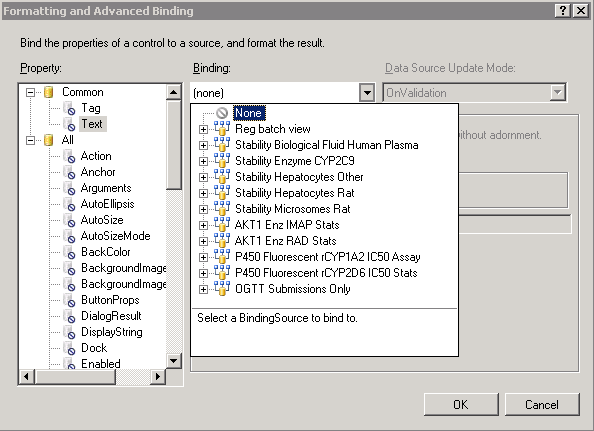 Formatting and Advanced Binding
Bind the properties of a control to a source, and format the result.
Property:
Common
Tag
Text
All
Action
Anchor
Arguments
AutoEllipsis
AutoSize
AutoSizeMode
BackColor
BackgroundImage
BackgroundImage
ButtonProps
DialogResult
DisplayString
Dock
Enabled
Binding:
(none)
None
Reg batch view
Stability Biological Fluid Human Plasma
Stability Enzyme CYP2C9
Stability Hepatocytes Other
Stability Hepatocytes Rat
Stability Microsomes Rat
AKT1 Enz IMAP Stats
AKT1 Enz RAD Stats
P450 Fluorescent rCYP1A2 IC50 Assay
P450 Fluorescent rCYP2D6 IC50 Stats
OGTT Submissions Only
Select a BindingSource to bind to.
Data Source Update Mode:
OnValidation
without adornment.
OK
Cancel